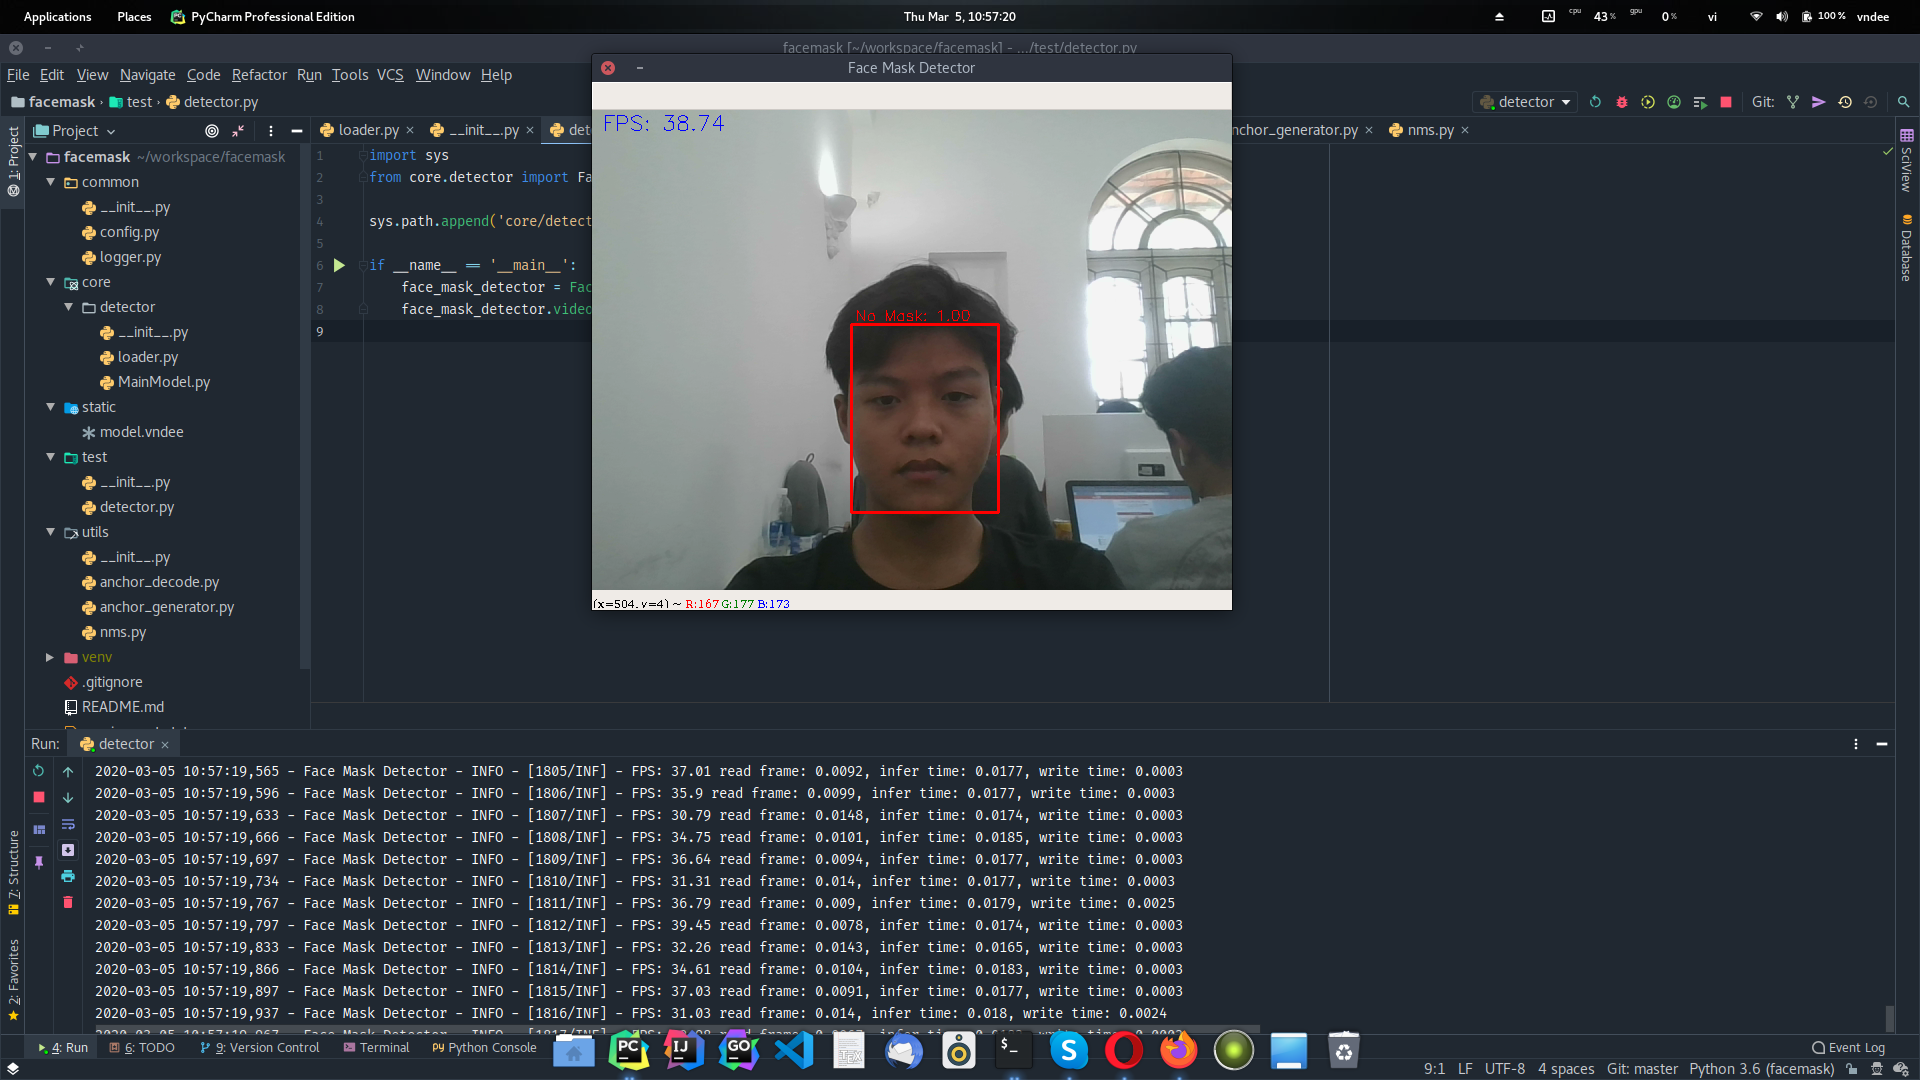 Applications Places PyCharm Professional Edition Thu Mar 5, 10:57:20 cpu 43% gpu 0% vi 100% vndee
facemask [~/workspace/facemask] - .../test/detector.py
File Edit View Navigate Code Refactor Run Tools VCS Window Help
facemask test detector.py detector Git:
Project loader.py __init__.py nchor_generator.py nms.py
Face Mask Detector
FPS: 38.74
No Mask: 1.00
(x=504, y=4) ~ R:167 G:177 B:173
1: Project
7: Structure
2: Favorites
SciView
Database
facemask ~/workspace/facemask
common
__init__.py
config.py
logger.py
core
detector
__init__.py
loader.py
MainModel.py
static
model.vndee
test
__init__.py
detector.py
utils
__init__.py
anchor_decode.py
anchor_generator.py
nms.py
venv
.gitignore
README.md
1 import sys
2 from core.detector import Fa
3
4 sys.path.append('core/detect
5
6 if __name__ == '__main__':
7 face_mask_detector = Fac
8 face_mask_detector.video
9
Run: detector
2020-03-05 10:57:19,565 - Face Mask Detector - INFO - [1805/INF] - FPS: 37.01 read frame: 0.0092, infer time: 0.0177, write time: 0.0003
2020-03-05 10:57:19,596 - Face Mask Detector - INFO - [1806/INF] - FPS: 35.9 read frame: 0.0099, infer time: 0.0177, write time: 0.0003
2020-03-05 10:57:19,633 - Face Mask Detector - INFO - [1807/INF] - FPS: 30.79 read frame: 0.0148, infer time: 0.0174, write time: 0.0003
2020-03-05 10:57:19,666 - Face Mask Detector - INFO - [1808/INF] - FPS: 34.75 read frame: 0.0101, infer time: 0.0185, write time: 0.0003
2020-03-05 10:57:19,697 - Face Mask Detector - INFO - [1809/INF] - FPS: 36.64 read frame: 0.0094, infer time: 0.0177, write time: 0.0003
2020-03-05 10:57:19,734 - Face Mask Detector - INFO - [1810/INF] - FPS: 31.31 read frame: 0.014, infer time: 0.0177, write time: 0.0003
2020-03-05 10:57:19,767 - Face Mask Detector - INFO - [1811/INF] - FPS: 36.79 read frame: 0.009, infer time: 0.0179, write time: 0.0025
2020-03-05 10:57:19,797 - Face Mask Detector - INFO - [1812/INF] - FPS: 39.45 read frame: 0.0078, infer time: 0.0174, write time: 0.0003
2020-03-05 10:57:19,833 - Face Mask Detector - INFO - [1813/INF] - FPS: 32.26 read frame: 0.0143, infer time: 0.0165, write time: 0.0003
2020-03-05 10:57:19,866 - Face Mask Detector - INFO - [1814/INF] - FPS: 34.61 read frame: 0.0104, infer time: 0.0183, write time: 0.0003
2020-03-05 10:57:19,897 - Face Mask Detector - INFO - [1815/INF] - FPS: 37.03 read frame: 0.0091, infer time: 0.0177, write time: 0.0003
2020-03-05 10:57:19,937 - Face Mask Detector - INFO - [1816/INF] - FPS: 31.03 read frame: 0.014, infer time: 0.018, write time: 0.0024
4: Run 6: TODO 9: Version Control Terminal Python Console PC IJ GO TEX Event Log
9:1 LF UTF-8 4 spaces Git: master Python 3.6 (facemask)